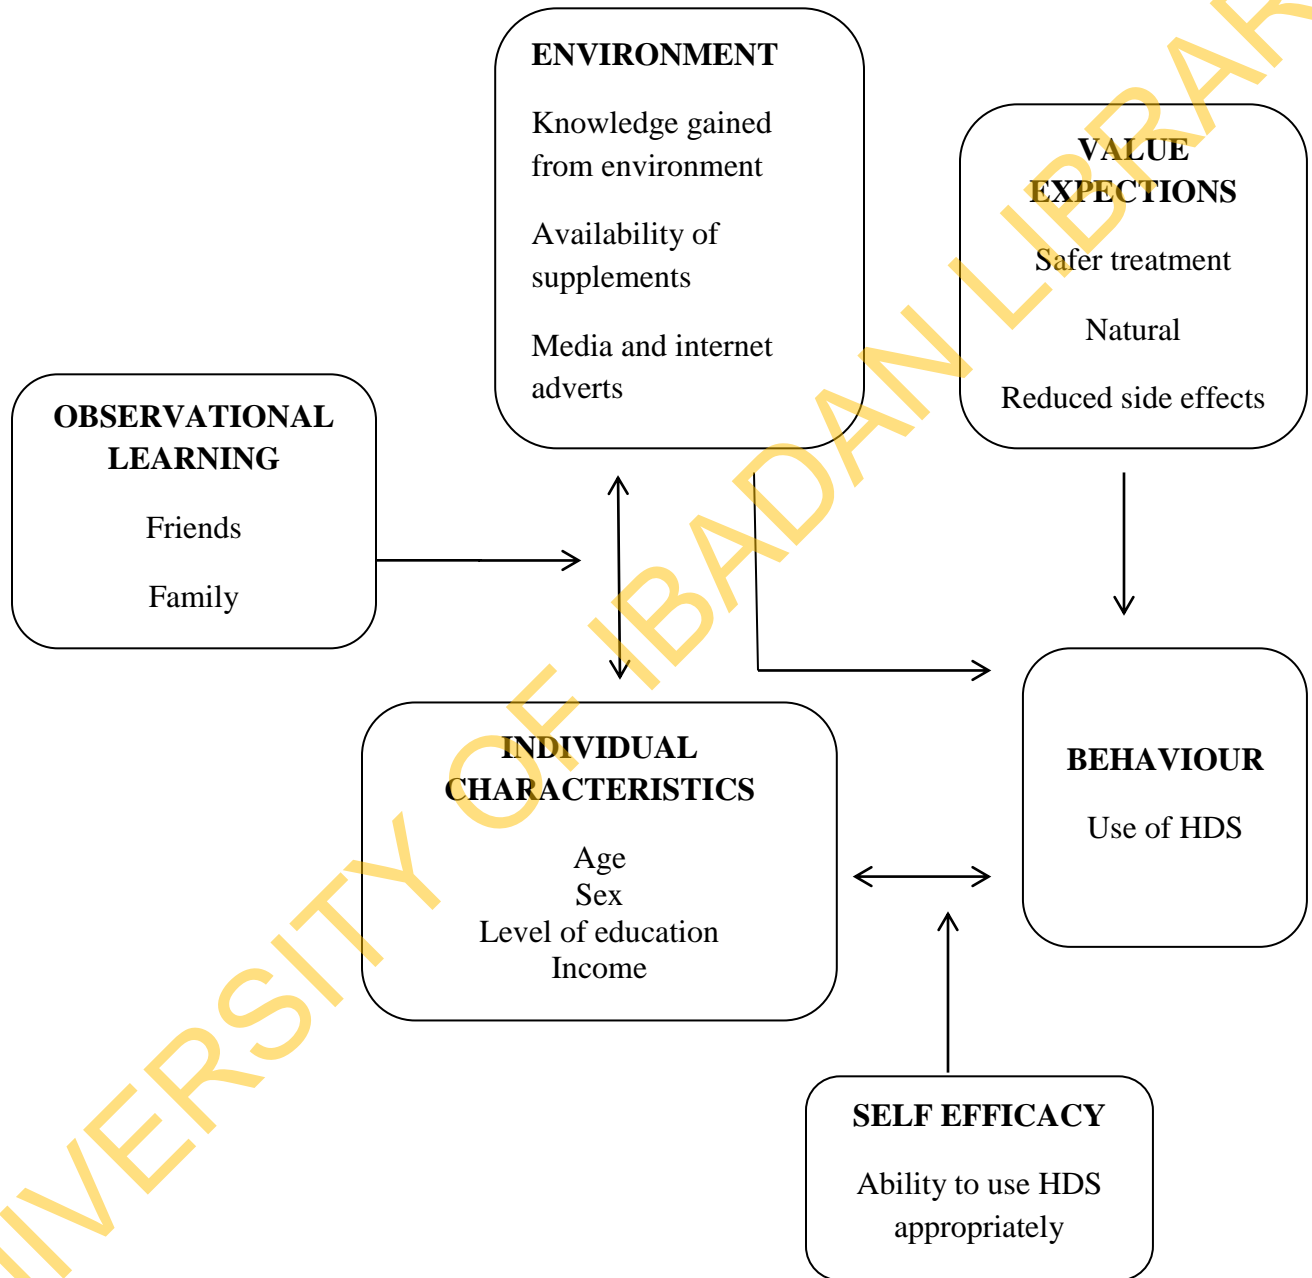 ENVIRONMENT
Knowledge gained
from environment
Availability of
supplements
Media and internet
adverts
VALUE
EXPECTIONS
Safer treatment
Natural
Reduced side effects
OBSERVATIONAL
LEARNING
Friends
Family
INDIVIDUAL
CHARACTERISTICS
Age
Sex
Level of education
Income
BEHAVIOUR
Use of HDS
SELF EFFICACY
Ability to use HDS
appropriately
IVERSITY OF IBADAN LIBRAR